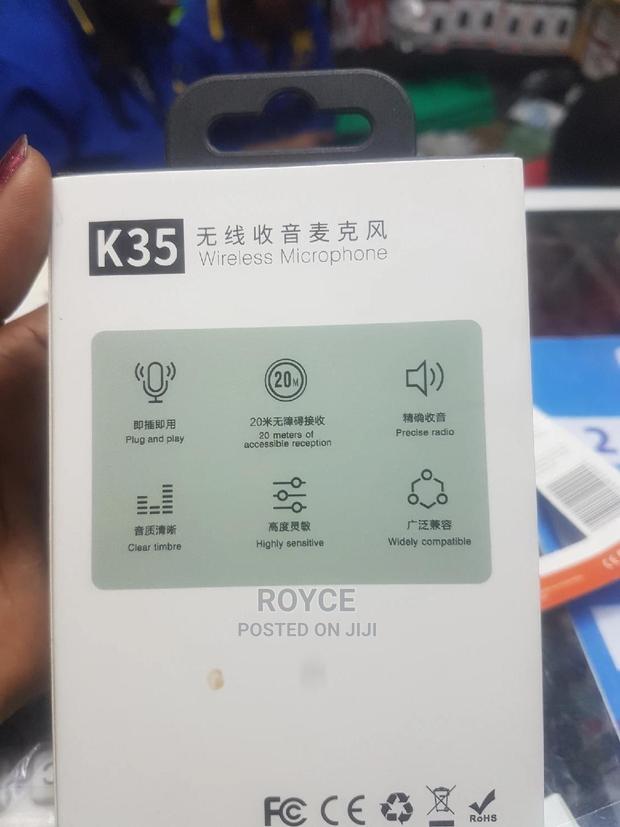 K35 无线收音麦克风
Wireless Microphone
20M
即插即用
Plug and play
20米无障碍接收
20 meters of
accessible reception
精确收音
Precise radio
音质清晰
Clear timbre
高度灵敏
Highly sensitive
广泛兼容
Widely compatible
ROYCE
POSTED ON JIJI
FC CE RoHS
2